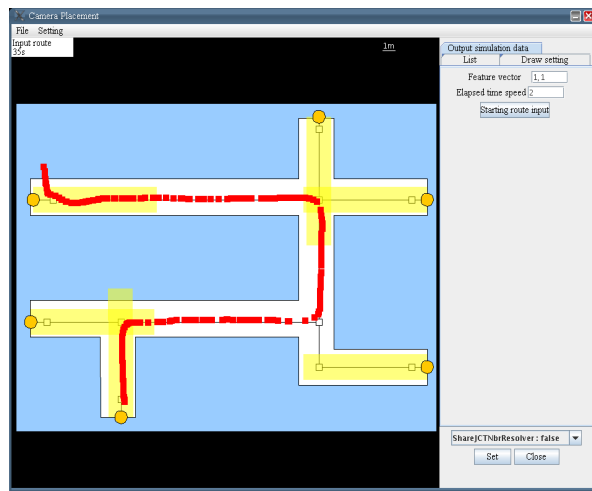 Camera Placement
File Setting
Input route
35s
1m
Output simulation data
List Draw setting
Feature vector 1,1
Elapsed time speed 2
Starting route input
ShareJCTNbrResolver : false
Set Close